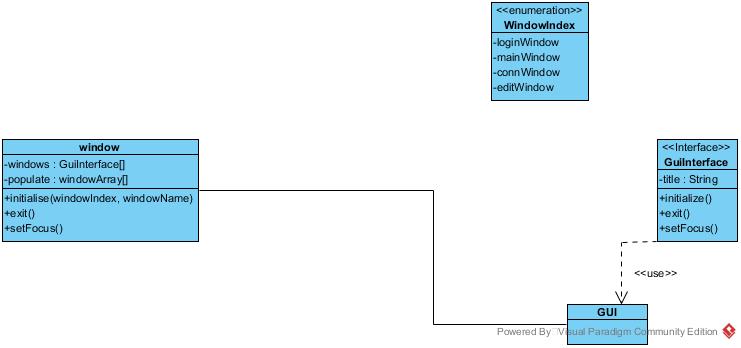 <<enumeration>>
WindowIndex
-loginWindow
-mainWindow
-connWindow
-editWindow
window
-windows : GuiInterface[]
-populate : windowArray[]
+initialise(windowIndex, windowName)
+exit()
+setFocus()
<<Interface>>
GuiInterface
-title : String
+initialize()
+exit()
+setFocus()
<<use>>
GUI
Powered By Visual Paradigm Community Edition